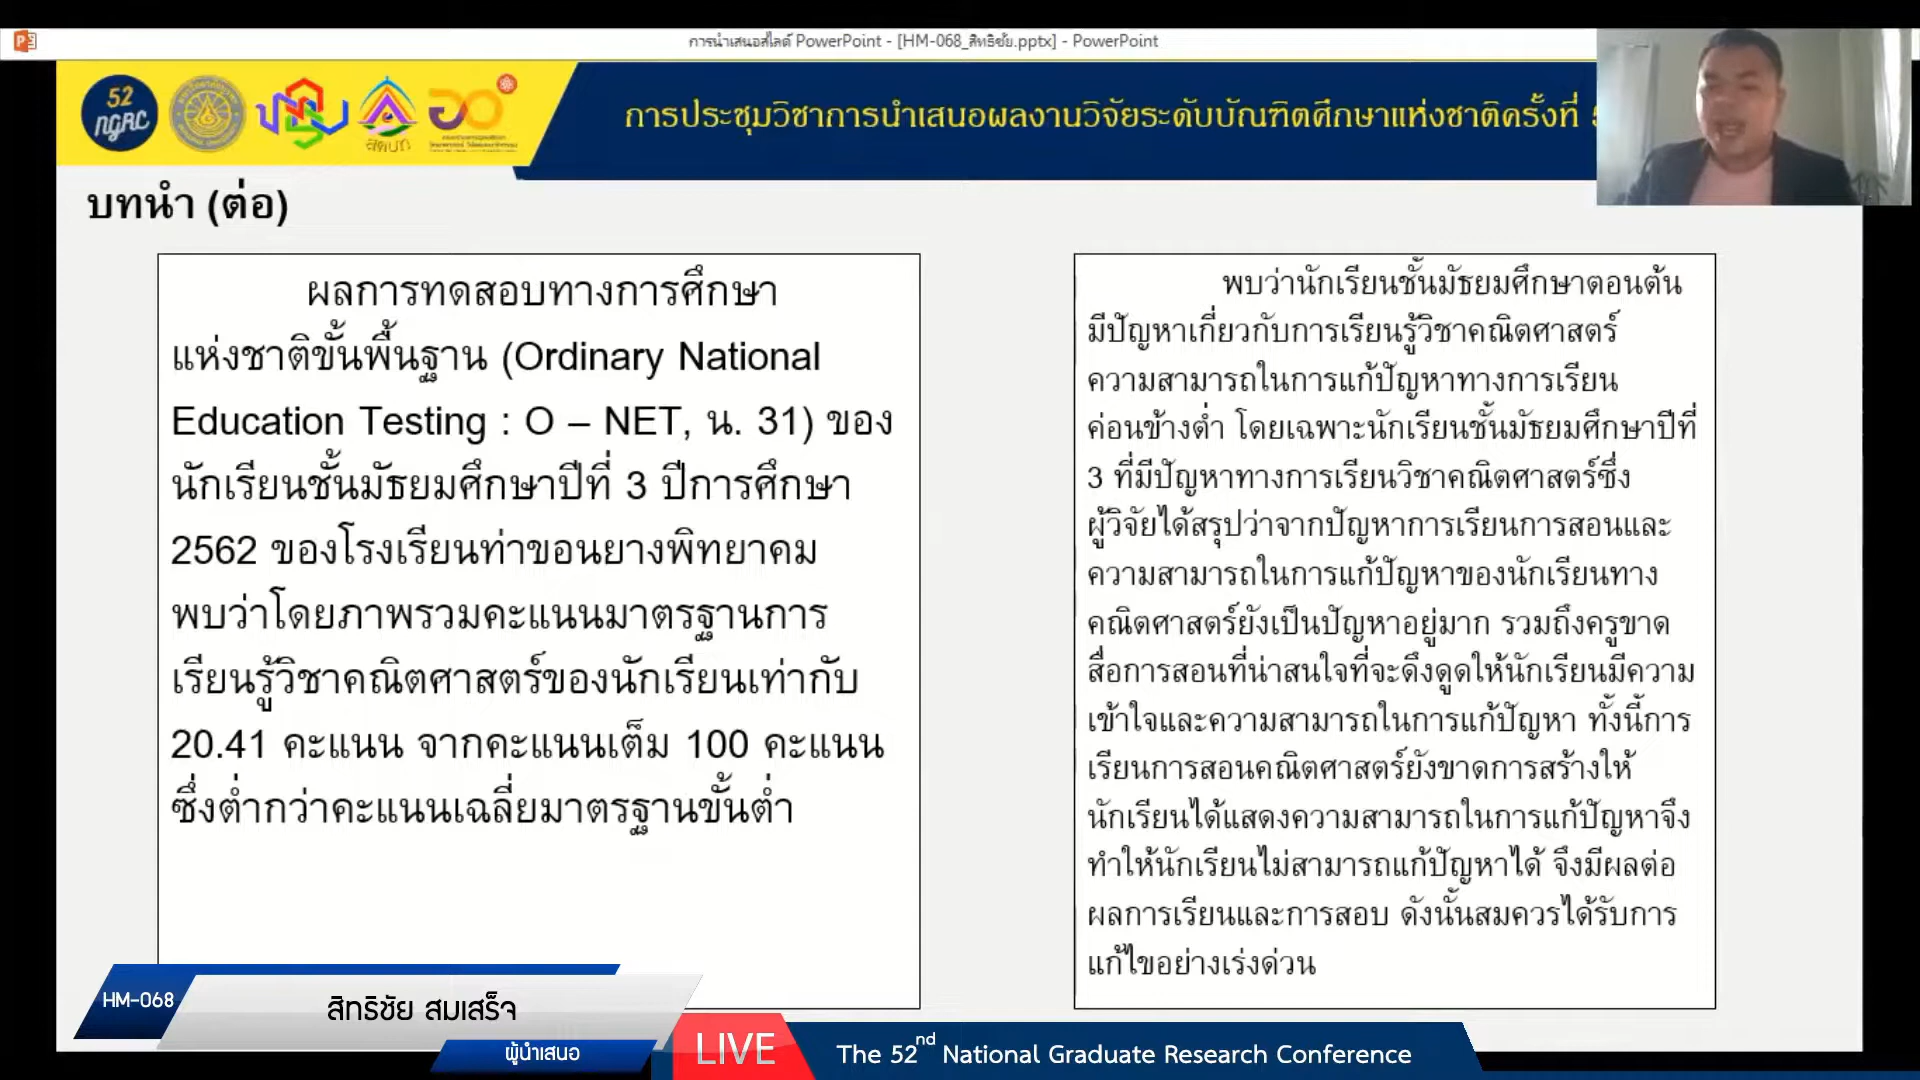 การนำเสนอสไลด์ PowerPoint - [HM-068_สิทธิชัย.pptx] - PowerPoint
52
NGRC
สคบท
การประชุมวิชาการนำเสนอผลงานวิจัยระดับบัณฑิตศึกษาแห่งชาติครั้งที่
บทนำ (ต่อ)
ผลการทดสอบทางการศึกษา
แห่งชาติขั้นพื้นฐาน (Ordinary National
Education Testing : O – NET, น. 31) ของ
นักเรียนชั้นมัธยมศึกษาปีที่ 3 ปีการศึกษา
2562 ของโรงเรียนท่าขอนยางพิทยาคม
พบว่าโดยภาพรวมคะแนนมาตรฐานการ
เรียนรู้วิชาคณิตศาสตร์ของนักเรียนเท่ากับ
20.41 คะแนน จากคะแนนเต็ม 100 คะแนน
ซึ่งต่ำกว่าคะแนนเฉลี่ยมาตรฐานขั้นต่ำ
พบว่านักเรียนชั้นมัธยมศึกษาตอนต้น
มีปัญหาเกี่ยวกับการเรียนรู้วิชาคณิตศาสตร์
ความสามารถในการแก้ปัญหาทางการเรียน
ค่อนข้างต่ำ โดยเฉพาะนักเรียนชั้นมัธยมศึกษาปีที่
3 ที่มีปัญหาทางการเรียนวิชาคณิตศาสตร์ซึ่ง
ผู้วิจัยได้สรุปว่าจากปัญหาการเรียนการสอนและ
ความสามารถในการแก้ปัญหาของนักเรียนทาง
คณิตศาสตร์ยังเป็นปัญหาอยู่มาก รวมถึงครูขาด
สื่อการสอนที่น่าสนใจที่จะดึงดูดให้นักเรียนมีความ
เข้าใจและความสามารถในการแก้ปัญหา ทั้งนี้การ
เรียนการสอนคณิตศาสตร์ยังขาดการสร้างให้
นักเรียนได้แสดงความสามารถในการแก้ปัญหาจึง
ทำให้นักเรียนไม่สามารถแก้ปัญหาได้ จึงมีผลต่อ
ผลการเรียนและการสอบ ดังนั้นสมควรได้รับการ
แก้ไขอย่างเร่งด่วน
HM-068
สิทธิชัย สมเสร็จ
ผู้นำเสนอ
LIVE
The 52nd National Graduate Research Conference